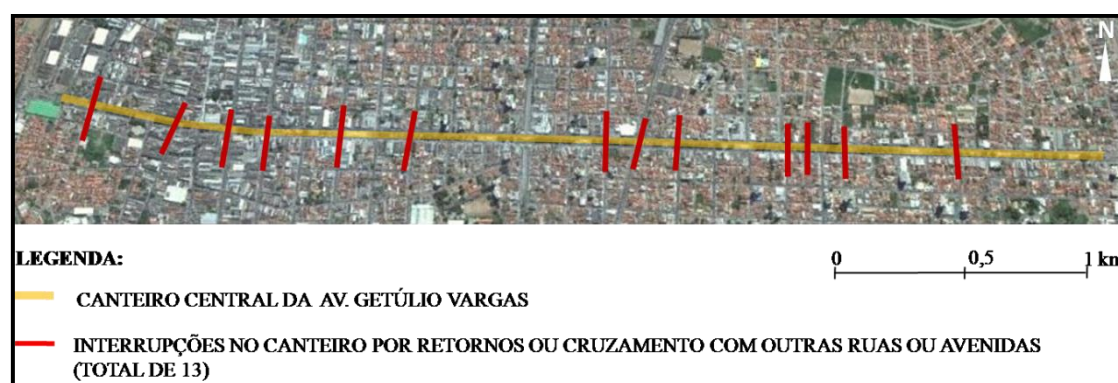 N
LEGENDA:
0 0,5 1 km
CANTEIRO CENTRAL DA AV. GETÚLIO VARGAS
INTERRUPÇÕES NO CANTEIRO POR RETORNOS OU CRUZAMENTO COM OUTRAS RUAS OU AVENIDAS
(TOTAL DE 13)